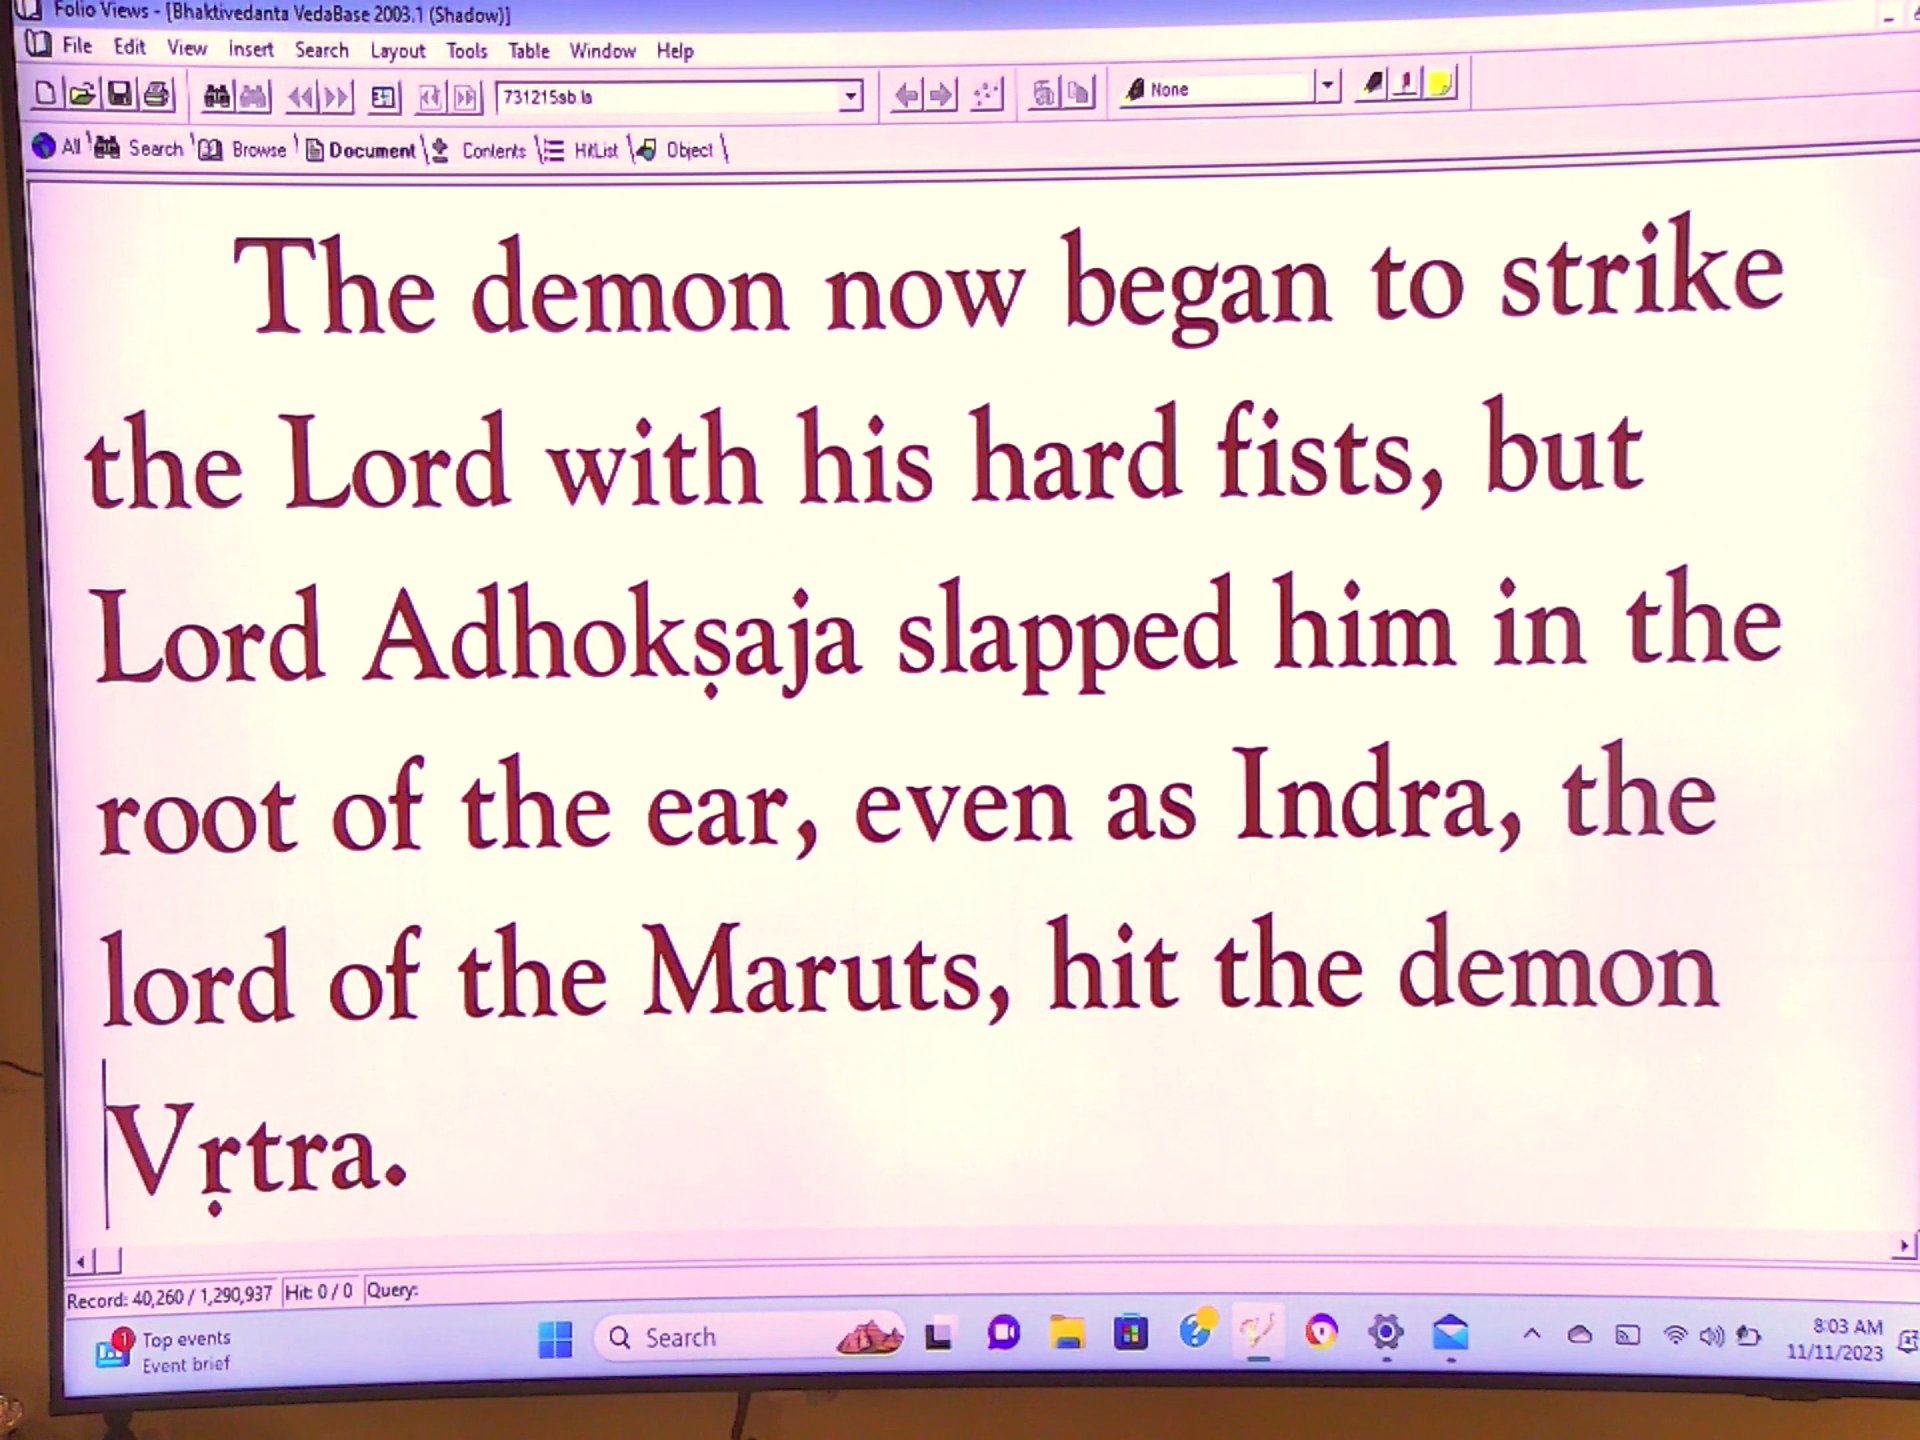 Folio Views - [Bhaktivedanta VedaBase 2003.1 (Shadow)]
File Edit View Insert Search Layout Tools Table Window Help
731215sb.la None
All Search Browse Document Contents HitList Object
The demon now began to strike
the Lord with his hard fists, but
Lord Adhokṣaja slapped him in the
root of the ear, even as Indra, the
lord of the Maruts, hit the demon
Vṛtra.
Record: 40,260 / 1,290,937 Hit: 0 / 0 Query:
1 Top events
Event brief
Search
8:03 AM
11/11/2023